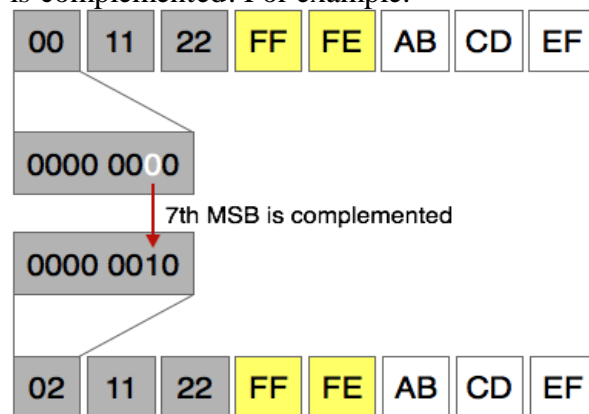 is complemented. For example:
00 11 22 FF FE AB CD EF
0000 0000
7th MSB is complemented
0000 0010
02 11 22 FF FE AB CD EF